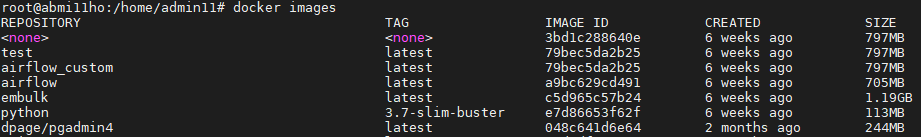 root@abmi11ho:/home/admin11# docker images
REPOSITORY TAG IMAGE ID CREATED SIZE
<none> <none> 3bd1c288640e 6 weeks ago 797MB
test latest 79bec5da2b25 6 weeks ago 797MB
airflow_custom latest 79bec5da2b25 6 weeks ago 797MB
airflow latest a9bc629cd491 6 weeks ago 705MB
embulk latest c5d965c57b24 6 weeks ago 1.19GB
python 3.7-slim-buster e7d86653f62f 6 weeks ago 113MB
dpage/pgadmin4 latest 048c641d6e64 2 months ago 244MB